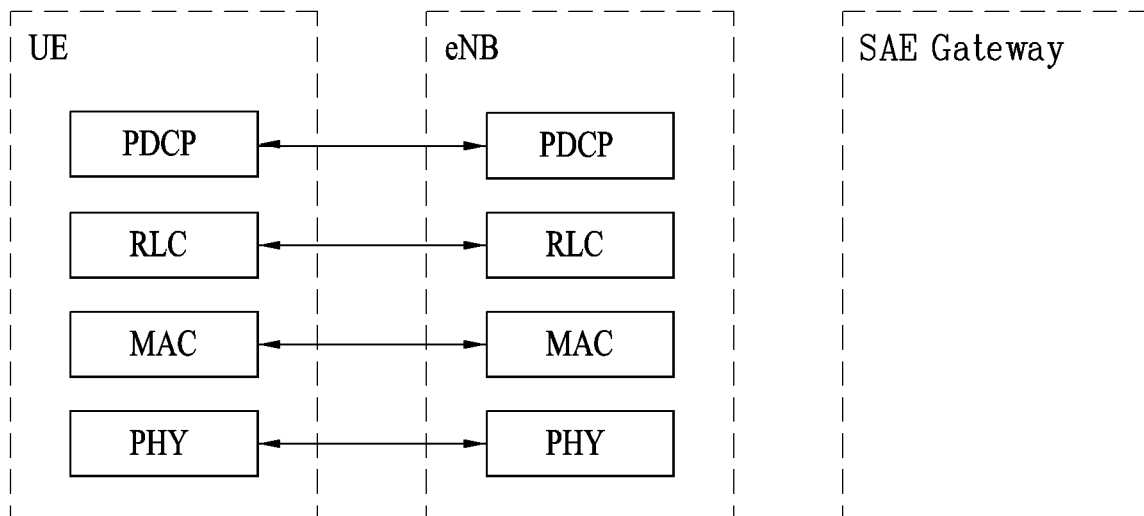 UE
eNB
SAE Gateway
PDCP
PDCP
RLC
RLC
MAC
MAC
PHY
PHY